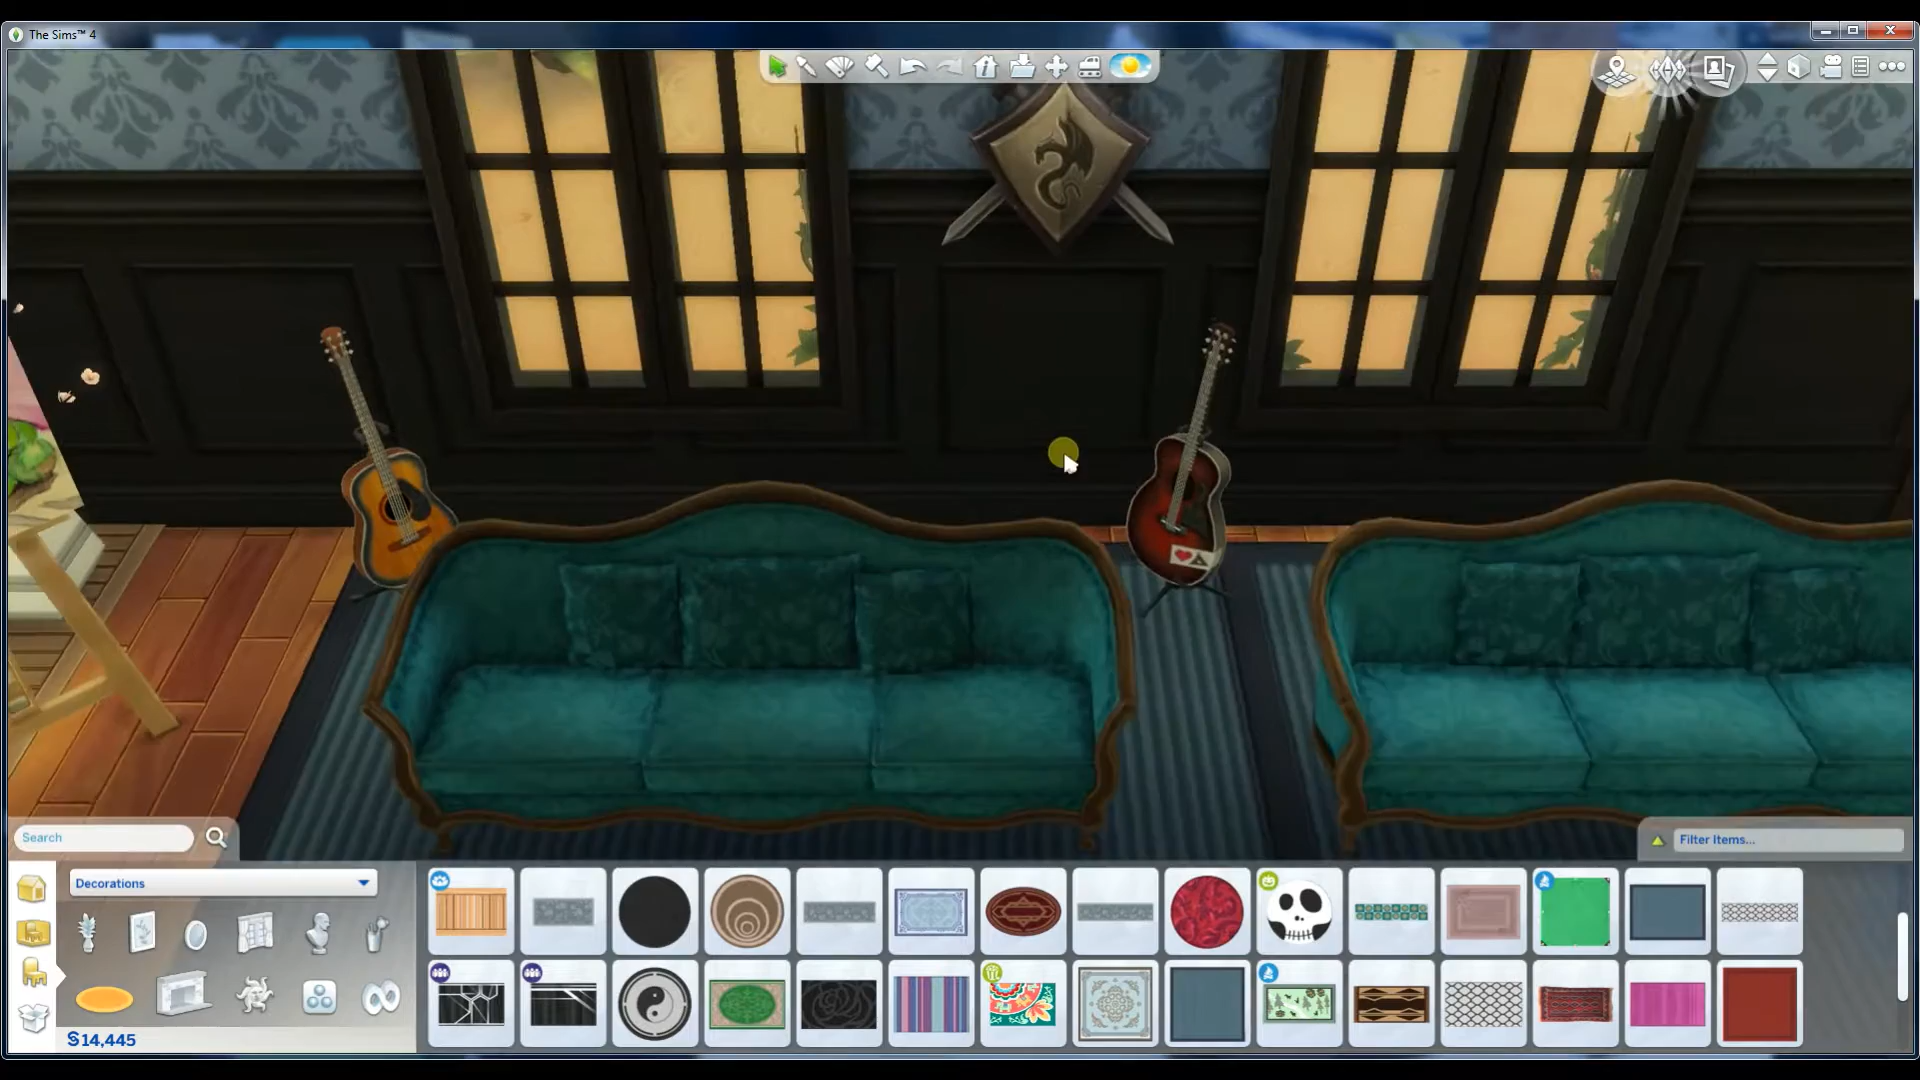 The Sims™ 4
Search
Filter Items...
Decorations
§14,445